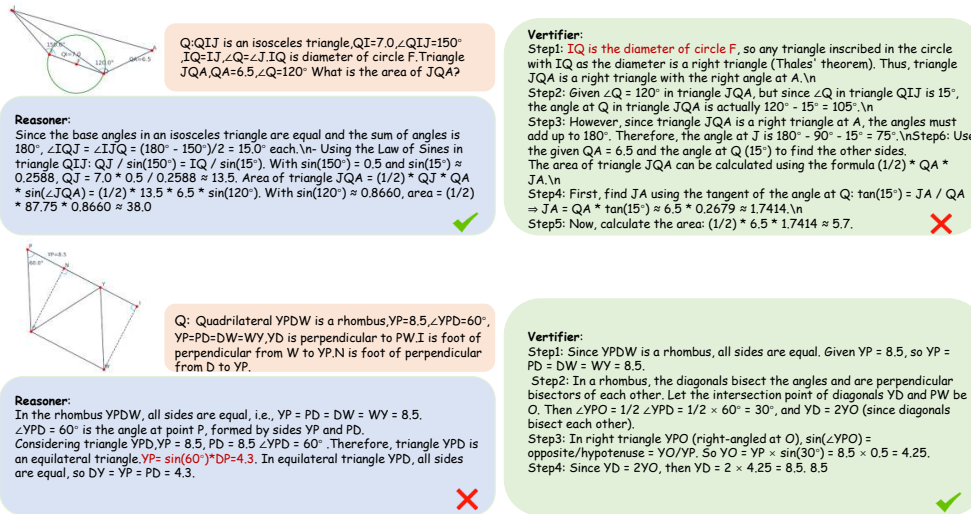 J
150.0°
QI=7.0
I
F
120.0°
QA=6.5
A
Q:QIJ is an isosceles triangle,QI=7.0,∠QIJ=150°
,IQ=IJ,∠Q=∠J.IQ is diameter of circle F.Triangle
JQA,QA=6.5,∠Q=120° What is the area of JQA?
Reasoner:
Since the base angles in an isosceles triangle are equal and the sum of angles is
180°, ∠IQJ = ∠IJQ = (180° - 150°)/2 = 15.0° each.\n- Using the Law of Sines in
triangle QIJ: QJ / sin(150°) = IQ / sin(15°). With sin(150°) = 0.5 and sin(15°) ≈
0.2588, QJ = 7.0 * 0.5 / 0.2588 ≈ 13.5. Area of triangle JQA = (1/2) * QJ * QA
* sin(∠JQA) = (1/2) * 13.5 * 6.5 * sin(120°). With sin(120°) ≈ 0.8660, area = (1/2)
* 87.75 * 0.8660 ≈ 38.0
Vertifier:
Step1: IQ is the diameter of circle F, so any triangle inscribed in the circle
with IQ as the diameter is a right triangle (Thales' theorem). Thus, triangle
JQA is a right triangle with the right angle at A.\n
Step2: Given ∠Q = 120° in triangle JQA, but since ∠Q in triangle QIJ is 15°,
the angle at Q in triangle JQA is actually 120° - 15° = 105°.\n
Step3: However, since triangle JQA is a right triangle at A, the angles must
add up to 180°. Therefore, the angle at J is 180° - 90° - 15° = 75°.\nStep6: Use
the given QA = 6.5 and the angle at Q (15°) to find the other sides.
The area of triangle JQA can be calculated using the formula (1/2) * QA *
JA.\n
Step4: First, find JA using the tangent of the angle at Q: tan(15°) = JA / QA
⇒ JA = QA * tan(15°) ≈ 6.5 * 0.2679 ≈ 1.7414.\n
Step5: Now, calculate the area: (1/2) * 6.5 * 1.7414 ≈ 5.7.
P
YP=8.5
60.0°
N
Y
I
W
Q: Quadrilateral YPDW is a rhombus,YP=8.5,∠YPD=60°,
YP=PD=DW=WY,YD is perpendicular to PW.I is foot of
perpendicular from W to YP.N is foot of perpendicular
from D to YP.
Reasoner:
In the rhombus YPDW, all sides are equal, i.e., YP = PD = DW = WY = 8.5.
∠YPD = 60° is the angle at point P, formed by sides YP and PD.
Considering triangle YPD,YP = 8.5, PD = 8.5 ∠YPD = 60° .Therefore, triangle YPD is
an equilateral triangle.YP= sin(60°)*DP=4.3. In equilateral triangle YPD, all sides
are equal, so DY = YP = PD = 4.3.
Vertifier:
Step1: Since YPDW is a rhombus, all sides are equal. Given YP = 8.5, so YP =
PD = DW = WY = 8.5.
Step2: In a rhombus, the diagonals bisect the angles and are perpendicular
bisectors of each other. Let the intersection point of diagonals YD and PW be
O. Then ∠YPO = 1/2 ∠YPD = 1/2 × 60° = 30°, and YD = 2YO (since diagonals
bisect each other).
Step3: In right triangle YPO (right-angled at O), sin(∠YPO) =
opposite/hypotenuse = YO/YP. So YO = YP × sin(30°) = 8.5 × 0.5 = 4.25.
Step4: Since YD = 2YO, then YD = 2 × 4.25 = 8.5. 8.5